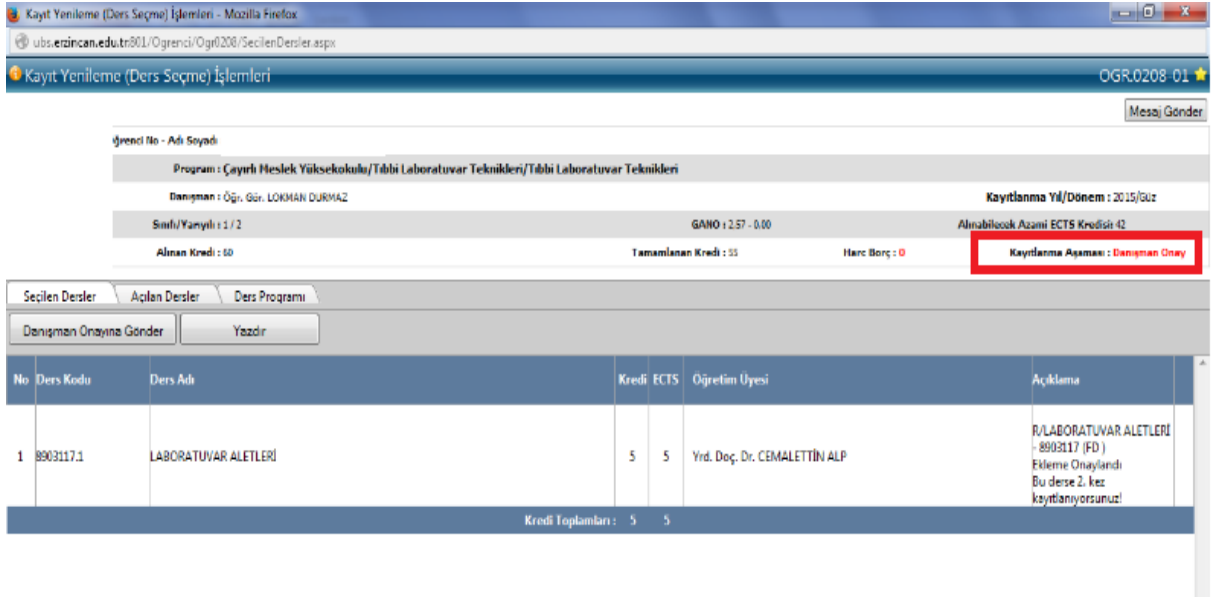 Kayıt Yenileme (Ders Seçme) İşlemleri - Mozilla Firefox
ubs.erzincan.edu.tr:801/Ogrenci/Ogr0208/SecilenDersler.aspx
Kayıt Yenileme (Ders Seçme) İşlemleri OGR.0208-01
Mesaj Gönder
ğrenci No - Adı Soyadı
Program : Çayırlı Meslek Yüksekokulu/Tıbbi Laboratuvar Teknikleri/Tıbbi Laboratuvar Teknikleri
Danışman : Öğr. Gör. LOKMAN DURMAZ Kayıtlanma Yıl/Dönem : 2015/Güz
Sınıfı/Yarıyılı : 1 / 2 GANO : 2.57 - 0.00 Alınabilecek Azami ECTS Kredisi: 42
Alınan Kredi : 60 Tamamlanan Kredi : 55 Harc Borç : 0 Kayıtlanma Aşaması : Danışman Onay
Seçilen Dersler Açılan Dersler Ders Programı
Danışman Onayına Gönder Yazdır
No Ders Kodu Ders Adı Kredi ECTS Öğretim Üyesi Açıklama
1 8903117.1 LABORATUVAR ALETLERİ 5 5 Yrd. Doç. Dr. CEMALETTİN ALP
R/LABORATUVAR ALETLERİ
- 8903117 (FD )
Ekleme Onaylandı
Bu derse 2. kez
kayıtlanıyorsunuz!
Kredi Toplamları : 5 5